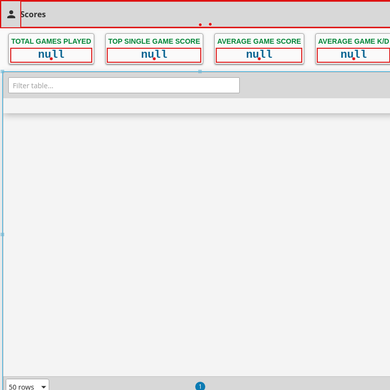 Scores
TOTAL GAMES PLAYED
null
TOP SINGLE GAME SCORE
null
AVERAGE GAME SCORE
null
AVERAGE GAME K/D
null
Filter table...
50 rows
1